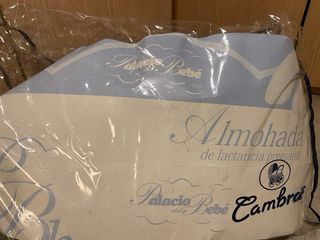 Palacio
del Bebé
Almohada
de lactancia
Palacio
del Bebé
Cambrass